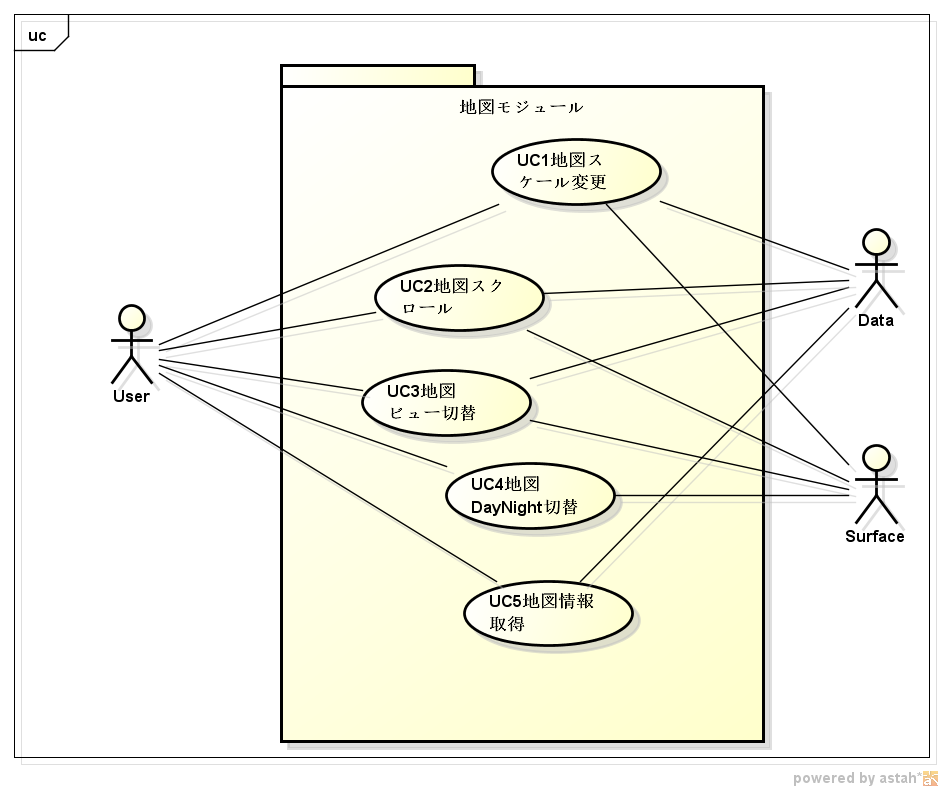 uc
地図モジュール
UC1地図ス
ケール変更
UC2地図スク
ロール
UC3地図
ビュー切替
UC4地図
DayNight切替
UC5地図情報
取得
User
Data
Surface
powered by astah*